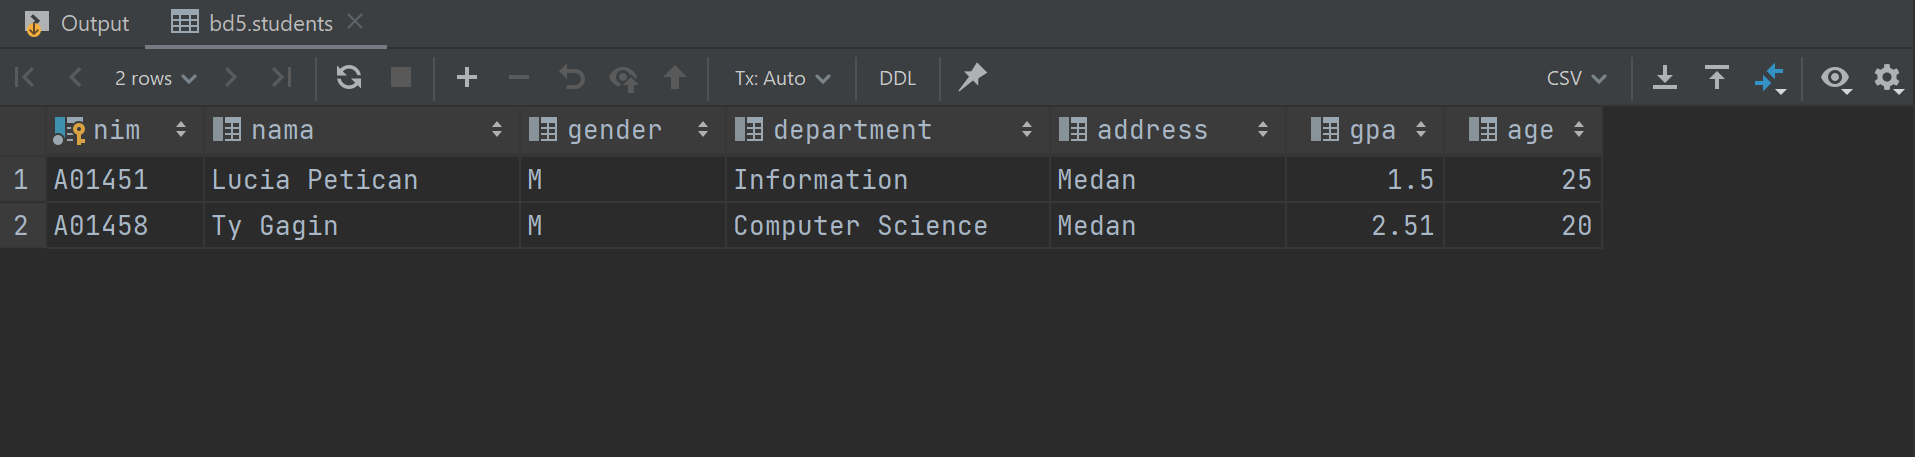 Output bd5.students
2 rows Tx: Auto DDL CSV
nim nama gender department address gpa age
1 A01451 Lucia Petican M Information Medan 1.5 25
2 A01458 Ty Gagin M Computer Science Medan 2.51 20